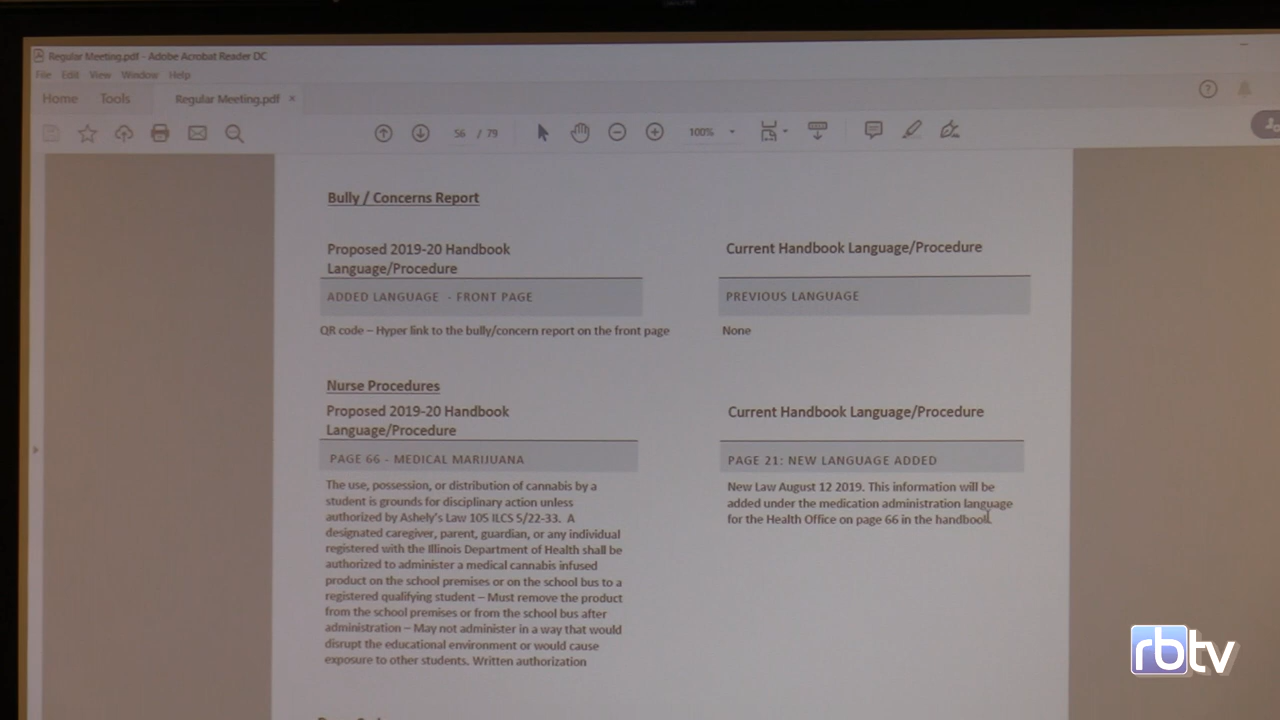 Regular Meeting.pdf - Adobe Acrobat Reader DC
File Edit View Window Help
Home Tools Regular Meeting.pdf ×
56 / 79 100%
Bully / Concerns Report
Proposed 2019-20 Handbook
Language/Procedure
Current Handbook Language/Procedure
ADDED LANGUAGE - FRONT PAGE
PREVIOUS LANGUAGE
QR code – Hyper link to the bully/concern report on the front page
None
Nurse Procedures
Proposed 2019-20 Handbook
Language/Procedure
Current Handbook Language/Procedure
PAGE 66 - MEDICAL MARIJUANA
The use, possession, or distribution of cannabis by a
student is grounds for disciplinary action unless
authorized by Ashely's Law 105 ILCS 5/22-33. A
designated caregiver, parent, guardian, or any individual
registered with the Illinois Department of Health shall be
authorized to administer a medical cannabis infused
product on the school premises or on the school bus to a
registered qualifying student – Must remove the product
from the school premises or from the school bus after
administration – May not administer in a way that would
disrupt the educational environment or would cause
exposure to other students. Written authorization
PAGE 21: NEW LANGUAGE ADDED
New Law August 12 2019. This information will be
added under the medication administration language
for the Health Office on page 66 in the handbook.
rbtv